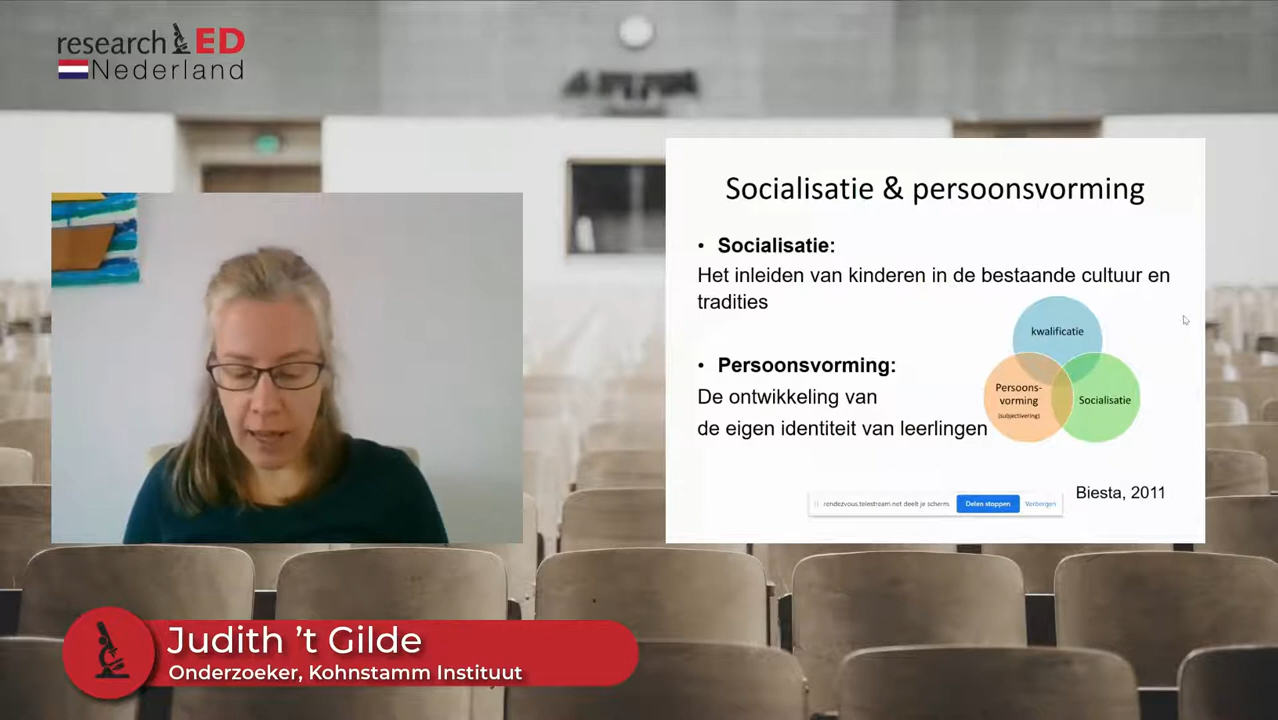 researchED
Nederland
Socialisatie & persoonsvorming
• Socialisatie:
Het inleiden van kinderen in de bestaande cultuur en
tradities
kwalificatie
• Persoonsvorming:
De ontwikkeling van
de eigen identiteit van leerlingen
Persoons-
vorming
(subjectivering)
Socialisatie
Biesta, 2011
rendezvous.telestream.net deelt je scherm. Delen stoppen Verbergen
Judith 't Gilde
Onderzoeker, Kohnstamm Instituut